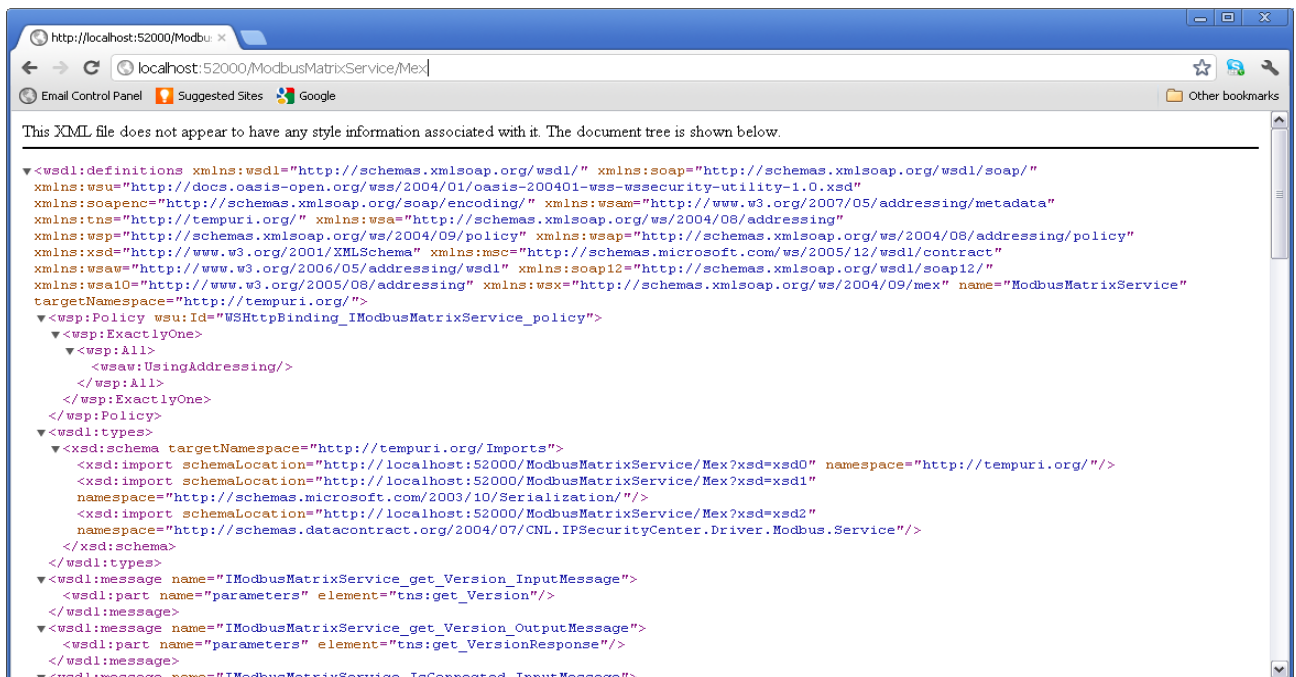 http://localhost:52000/Modbu
localhost:52000/ModbusMatrixService/Mex
Email Control Panel Suggested Sites Google Other bookmarks
This XML file does not appear to have any style information associated with it. The document tree is shown below.
▼<wsdl:definitions xmlns:wsdl="http://schemas.xmlsoap.org/wsdl/" xmlns:soap="http://schemas.xmlsoap.org/wsdl/soap/"
xmlns:wsu="http://docs.oasis-open.org/wss/2004/01/oasis-200401-wss-wssecurity-utility-1.0.xsd"
xmlns:soapenc="http://schemas.xmlsoap.org/soap/encoding/" xmlns:wsam="http://www.w3.org/2007/05/addressing/metadata"
xmlns:tns="http://tempuri.org/" xmlns:wsa="http://schemas.xmlsoap.org/ws/2004/08/addressing"
xmlns:wsp="http://schemas.xmlsoap.org/ws/2004/09/policy" xmlns:wsap="http://schemas.xmlsoap.org/ws/2004/08/addressing/policy"
xmlns:xsd="http://www.w3.org/2001/XMLSchema" xmlns:msc="http://schemas.microsoft.com/ws/2005/12/wsdl/contract"
xmlns:wsaw="http://www.w3.org/2006/05/addressing/wsdl" xmlns:soap12="http://schemas.xmlsoap.org/wsdl/soap12/"
xmlns:wsa10="http://www.w3.org/2005/08/addressing" xmlns:wsx="http://schemas.xmlsoap.org/ws/2004/09/mex" name="ModbusMatrixService"
targetNamespace="http://tempuri.org/">
▼<wsp:Policy wsu:Id="WSHttpBinding_IModbusMatrixService_policy">
▼<wsp:ExactlyOne>
▼<wsp:All>
<wsaw:UsingAddressing/>
</wsp:All>
</wsp:ExactlyOne>
</wsp:Policy>
▼<wsdl:types>
▼<xsd:schema targetNamespace="http://tempuri.org/Imports">
<xsd:import schemaLocation="http://localhost:52000/ModbusMatrixService/Mex?xsd=xsd0" namespace="http://tempuri.org/"/>
<xsd:import schemaLocation="http://localhost:52000/ModbusMatrixService/Mex?xsd=xsd1"
namespace="http://schemas.microsoft.com/2003/10/Serialization/"/>
<xsd:import schemaLocation="http://localhost:52000/ModbusMatrixService/Mex?xsd=xsd2"
namespace="http://schemas.datacontract.org/2004/07/CNL.IPSecurityCenter.Driver.Modbus.Service"/>
</xsd:schema>
</wsdl:types>
▼<wsdl:message name="IModbusMatrixService_get_Version_InputMessage">
<wsdl:part name="parameters" element="tns:get_Version"/>
</wsdl:message>
▼<wsdl:message name="IModbusMatrixService_get_Version_OutputMessage">
<wsdl:part name="parameters" element="tns:get_VersionResponse"/>
</wsdl:message>
▼<wsdl:message name="IModbusMatrixService_IsConnected_InputMessage">